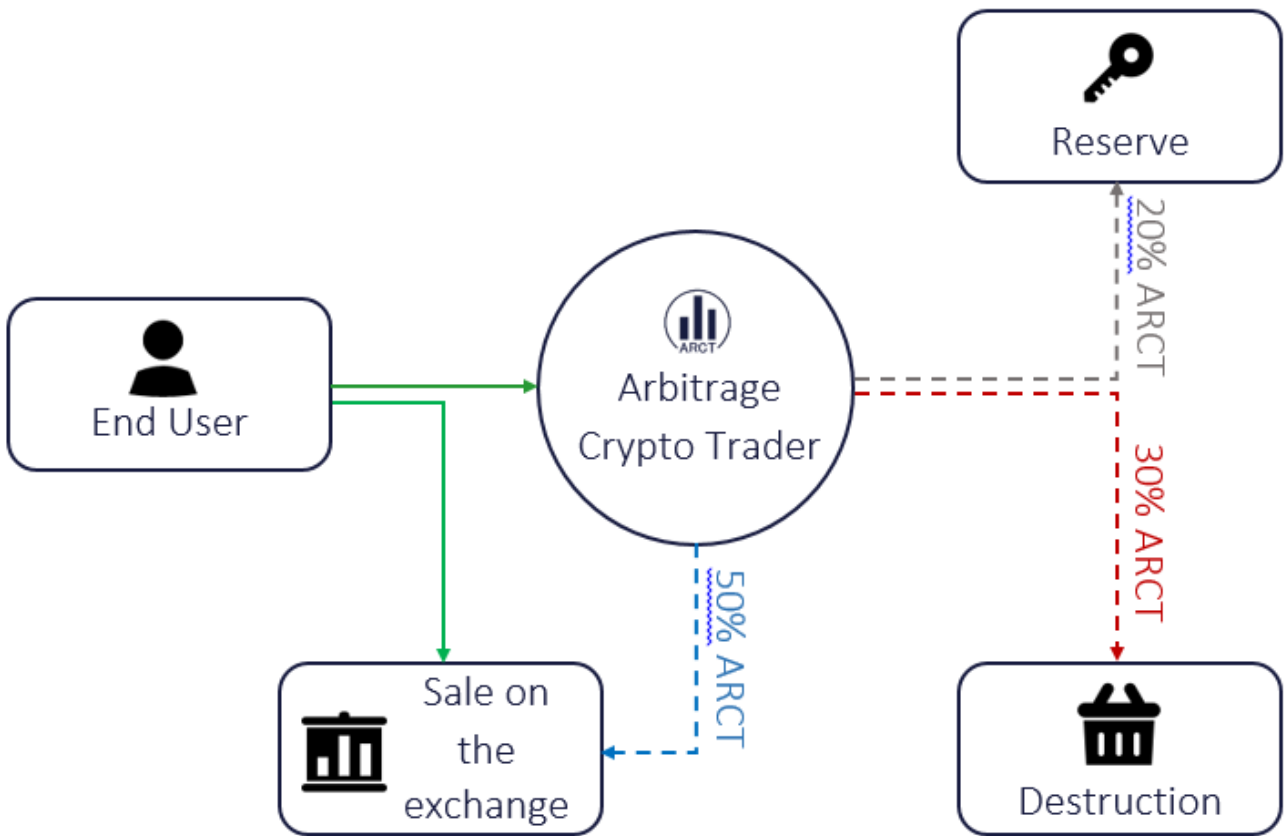 Reserve
20% ARCT
ARCT
Arbitrage
Crypto Trader
End User
30% ARCT
50% ARCT
Sale on
the
exchange
Destruction